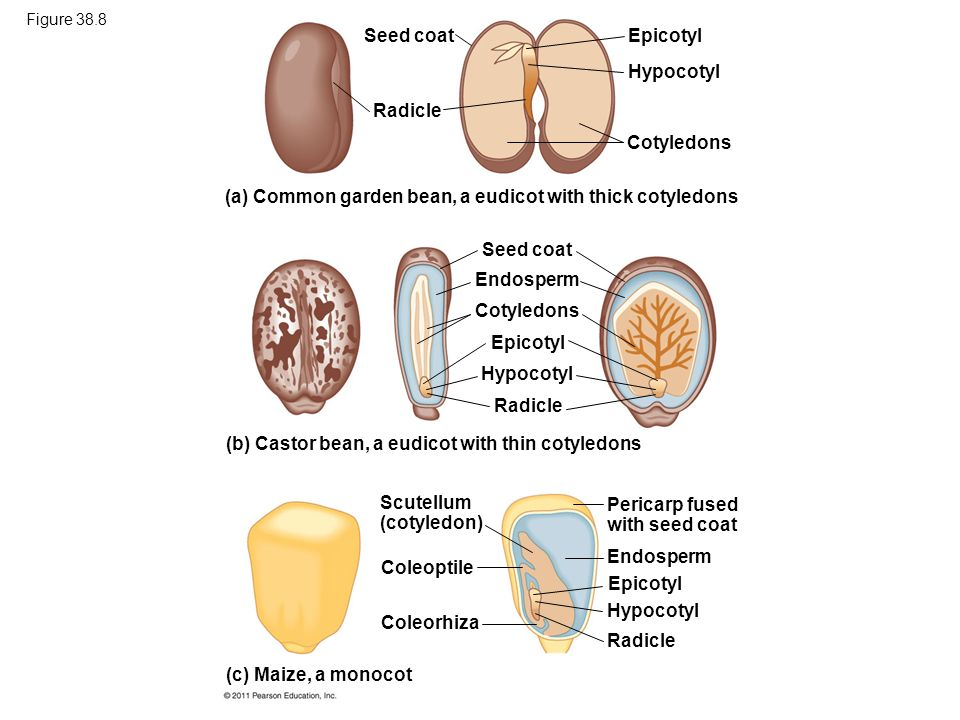 Figure 38.8
Seed coat
Epicotyl
Hypocotyl
Radicle
Cotyledons
(a) Common garden bean, a eudicot with thick cotyledons
Seed coat
Endosperm
Cotyledons
Epicotyl
Hypocotyl
Radicle
(b) Castor bean, a eudicot with thin cotyledons
Scutellum
(cotyledon)
Coleoptile
Coleorhiza
Pericarp fused
with seed coat
Endosperm
Epicotyl
Hypocotyl
Radicle
(c) Maize, a monocot
© 2011 Pearson Education, Inc.